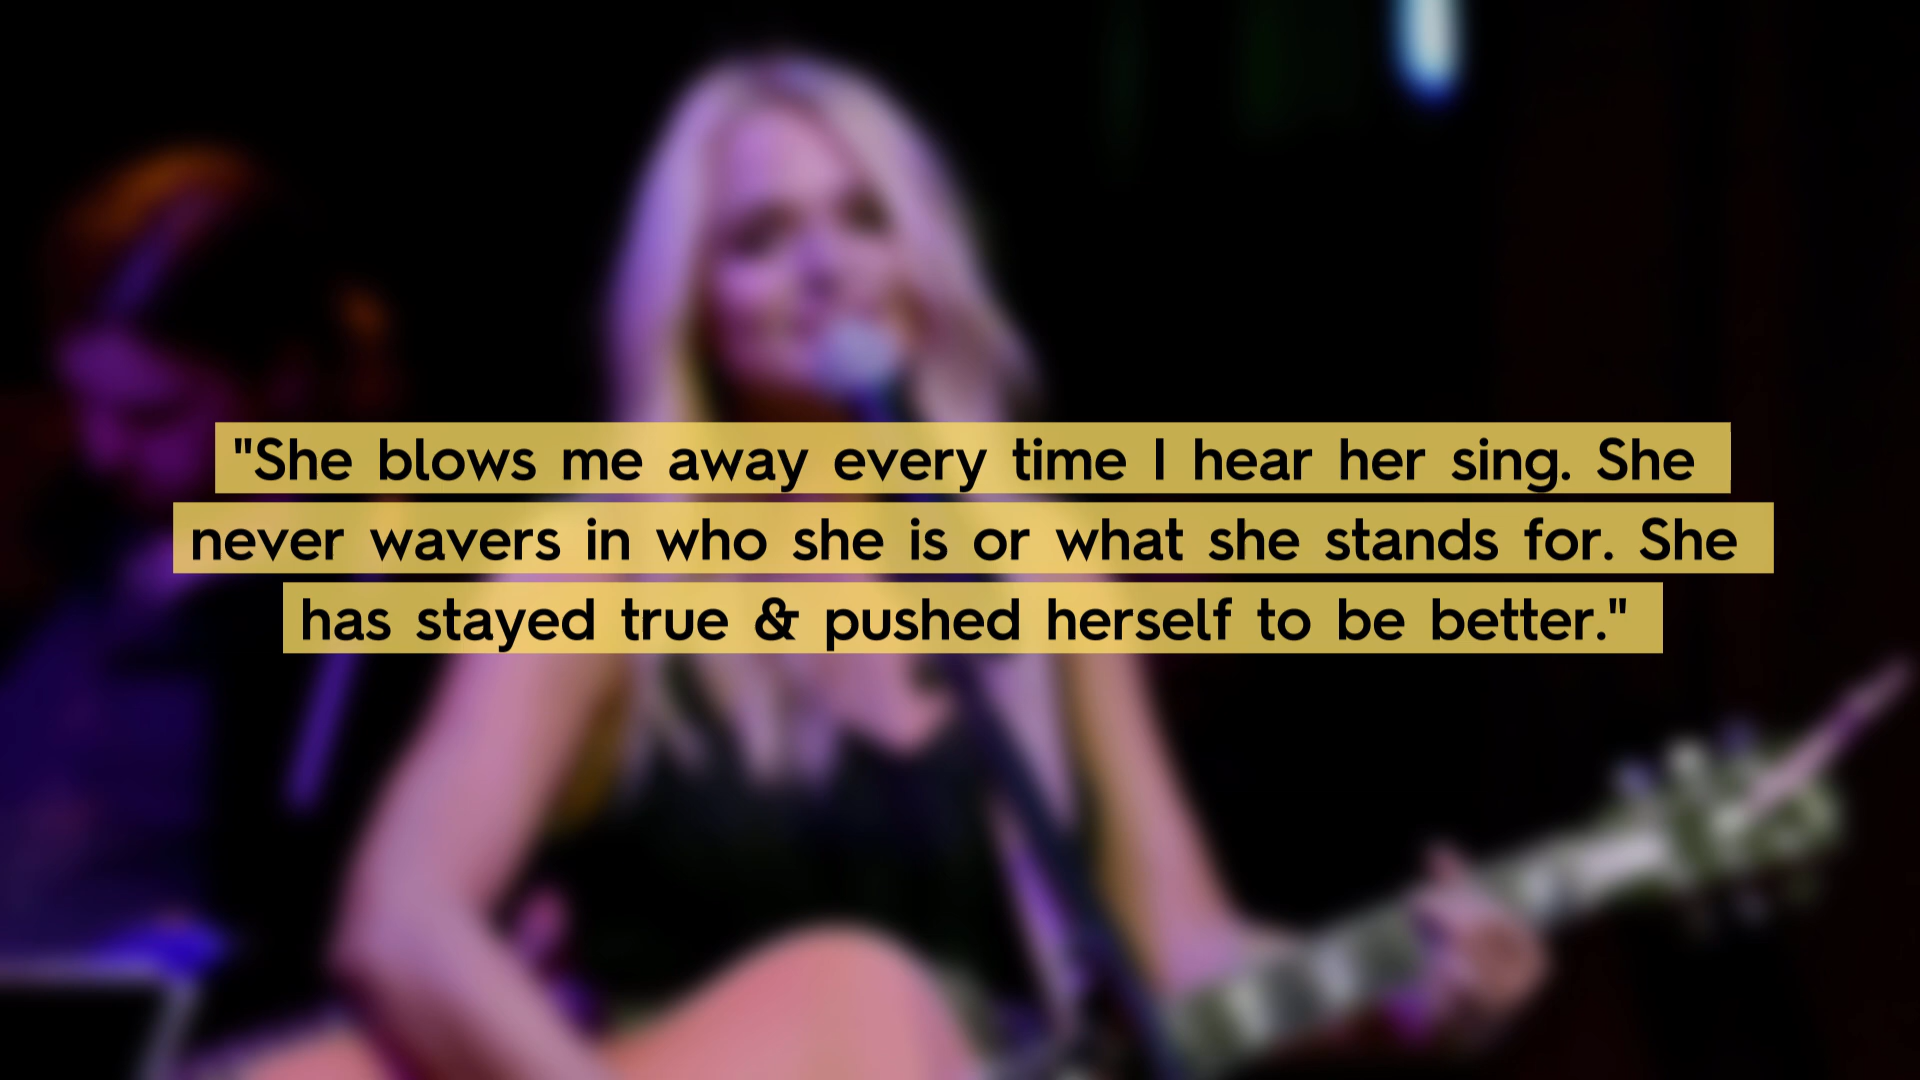 "She blows me away every time I hear her sing. She
never wavers in who she is or what she stands for. She
has stayed true & pushed herself to be better."